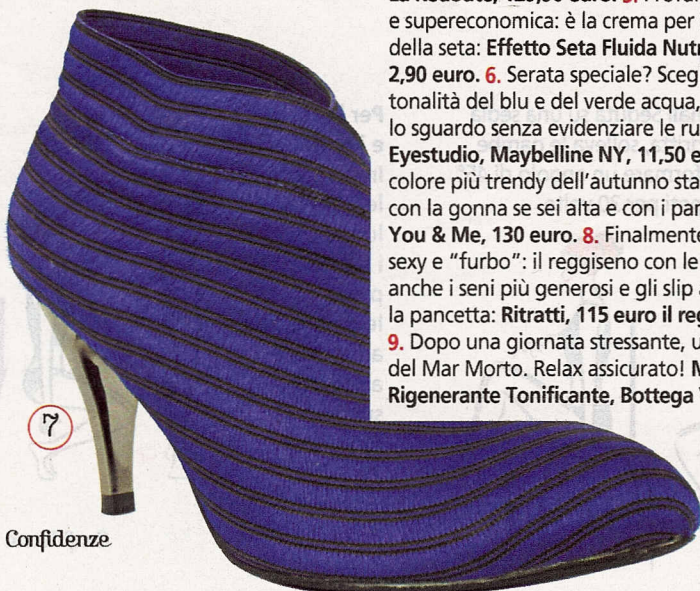 e supereconomica: è la crema per
della seta: Effetto Seta Fluida Nutr
2,90 euro. 6. Serata speciale? Sceg
tonalità del blu e del verde acqua,
lo sguardo senza evidenziare le ru
Eyestudio, Maybelline NY, 11,50 e
colore più trendy dell'autunno sta
con la gonna se sei alta e con i pan
You & Me, 130 euro. 8. Finalmente
sexy e "furbo": il reggiseno con le
anche i seni più generosi e gli slip a
la pancetta: Ritratti, 115 euro il reg
9. Dopo una giornata stressante, u
del Mar Morto. Relax assicurato! M
Rigenerante Tonificante, Bottega V
7
Confidenze